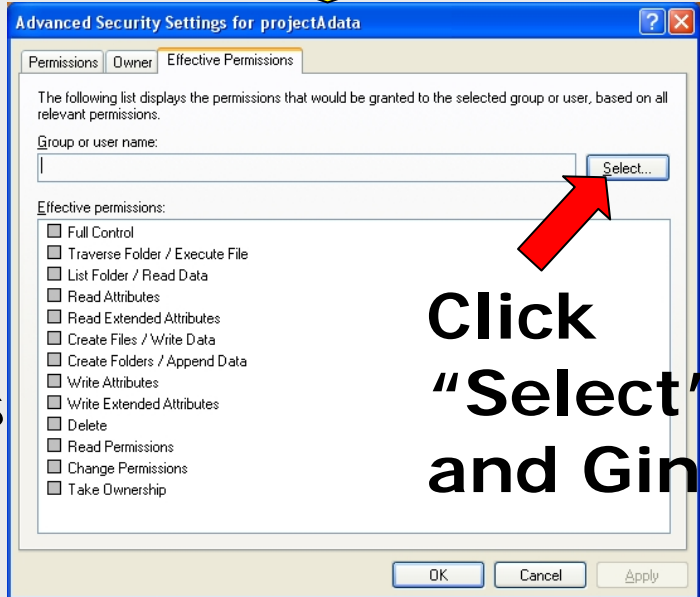 Advanced Security Settings for projectAdata
Permissions Owner Effective Permissions
The following list displays the permissions that would be granted to the selected group or user, based on all
relevant permissions.
Group or user name:
Select...
Effective permissions:
Full Control
Traverse Folder / Execute File
List Folder / Read Data
Read Attributes
Read Extended Attributes
Create Files / Write Data
Create Folders / Append Data
Write Attributes
Write Extended Attributes
Delete
Read Permissions
Change Permissions
Take Ownership
Click
“Select”
and Gin
s
OK Cancel Apply